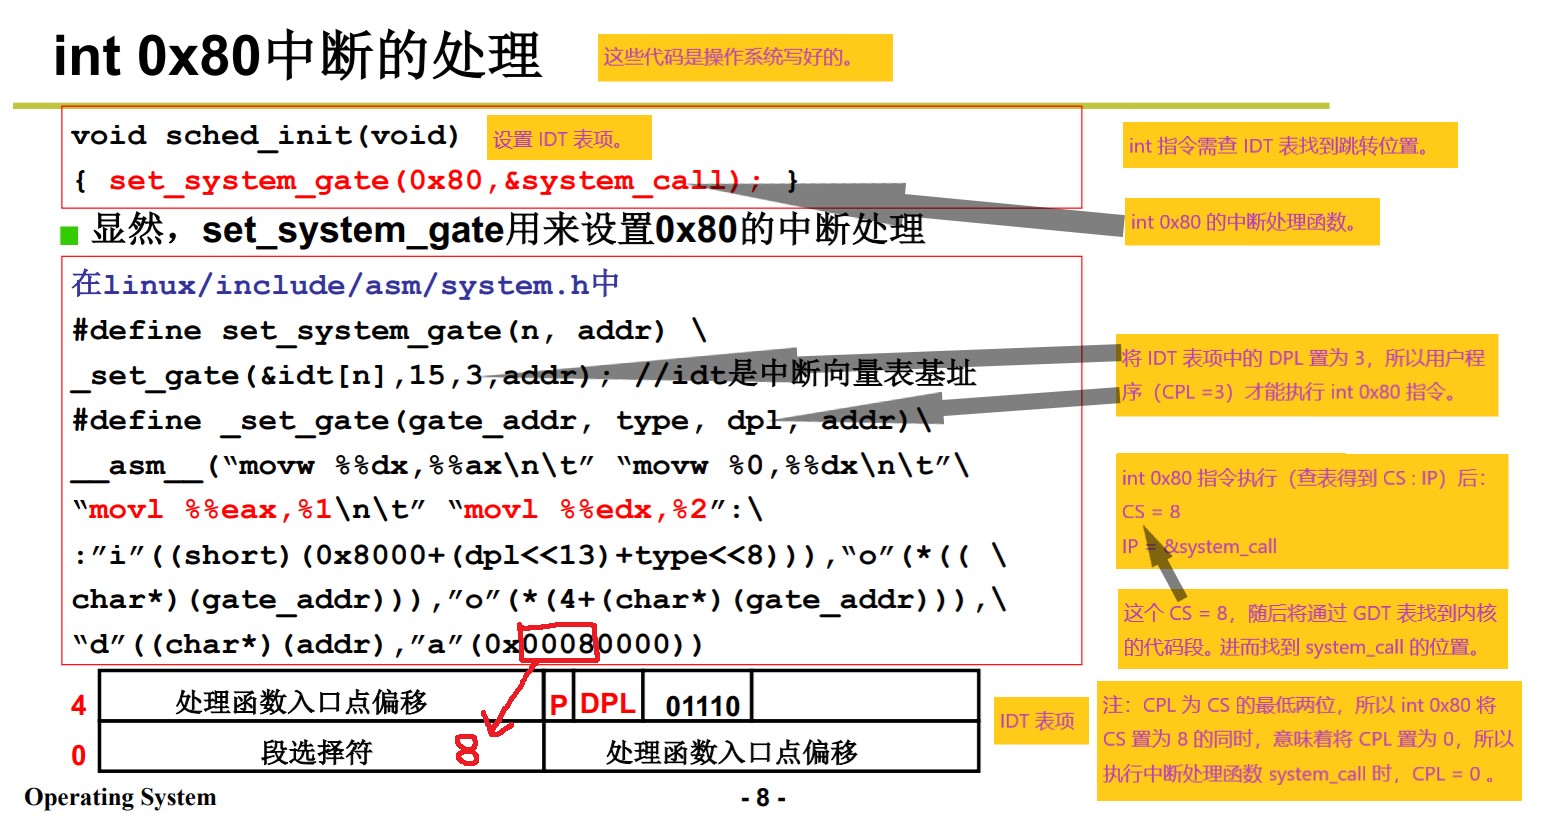 int 0x80中断的处理
这些代码是操作系统写好的。
void sched_init(void)
设置 IDT 表项。
{ set_system_gate(0x80,&system_call); }
int 指令需查 IDT 表找到跳转位置。
int 0x80 的中断处理函数。
显然，set_system_gate用来设置0x80的中断处理
在linux/include/asm/system.h中
#define set_system_gate(n, addr) \
_set_gate(&idt[n],15,3,addr); //idt是中断向量表基址
#define _set_gate(gate_addr, type, dpl, addr)\
__asm__(“movw %%dx,%%ax\n\t” “movw %0,%%dx\n\t”\
“movl %%eax,%1\n\t” “movl %%edx,%2”:\
:”i”((short)(0x8000+(dpl<<13)+type<<8))),“o”(*(( \
char*)(gate_addr))),”o”(*(4+(char*)(gate_addr))),\
“d”((char*)(addr),”a”(0x00080000))
将 IDT 表项中的 DPL 置为 3，所以用户程
序（CPL =3）才能执行 int 0x80 指令。
int 0x80 指令执行（查表得到 CS : IP）后：
CS = 8
IP = &system_call
这个 CS = 8，随后将通过 GDT 表找到内核
的代码段。进而找到 system_call 的位置。
4 处理函数入口点偏移 P DPL 01110
0 段选择符 8 处理函数入口点偏移
IDT 表项
注：CPL 为 CS 的最低两位，所以 int 0x80 将
CS 置为 8 的同时，意味着将 CPL 置为 0，所以
执行中断处理函数 system_call 时，CPL = 0 。
Operating System
- 8 -